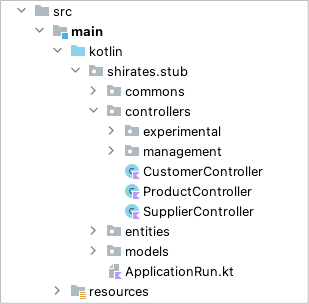 src
main
kotlin
shirates.stub
commons
controllers
experimental
management
CustomerController
ProductController
SupplierController
entities
models
ApplicationRun.kt
resources